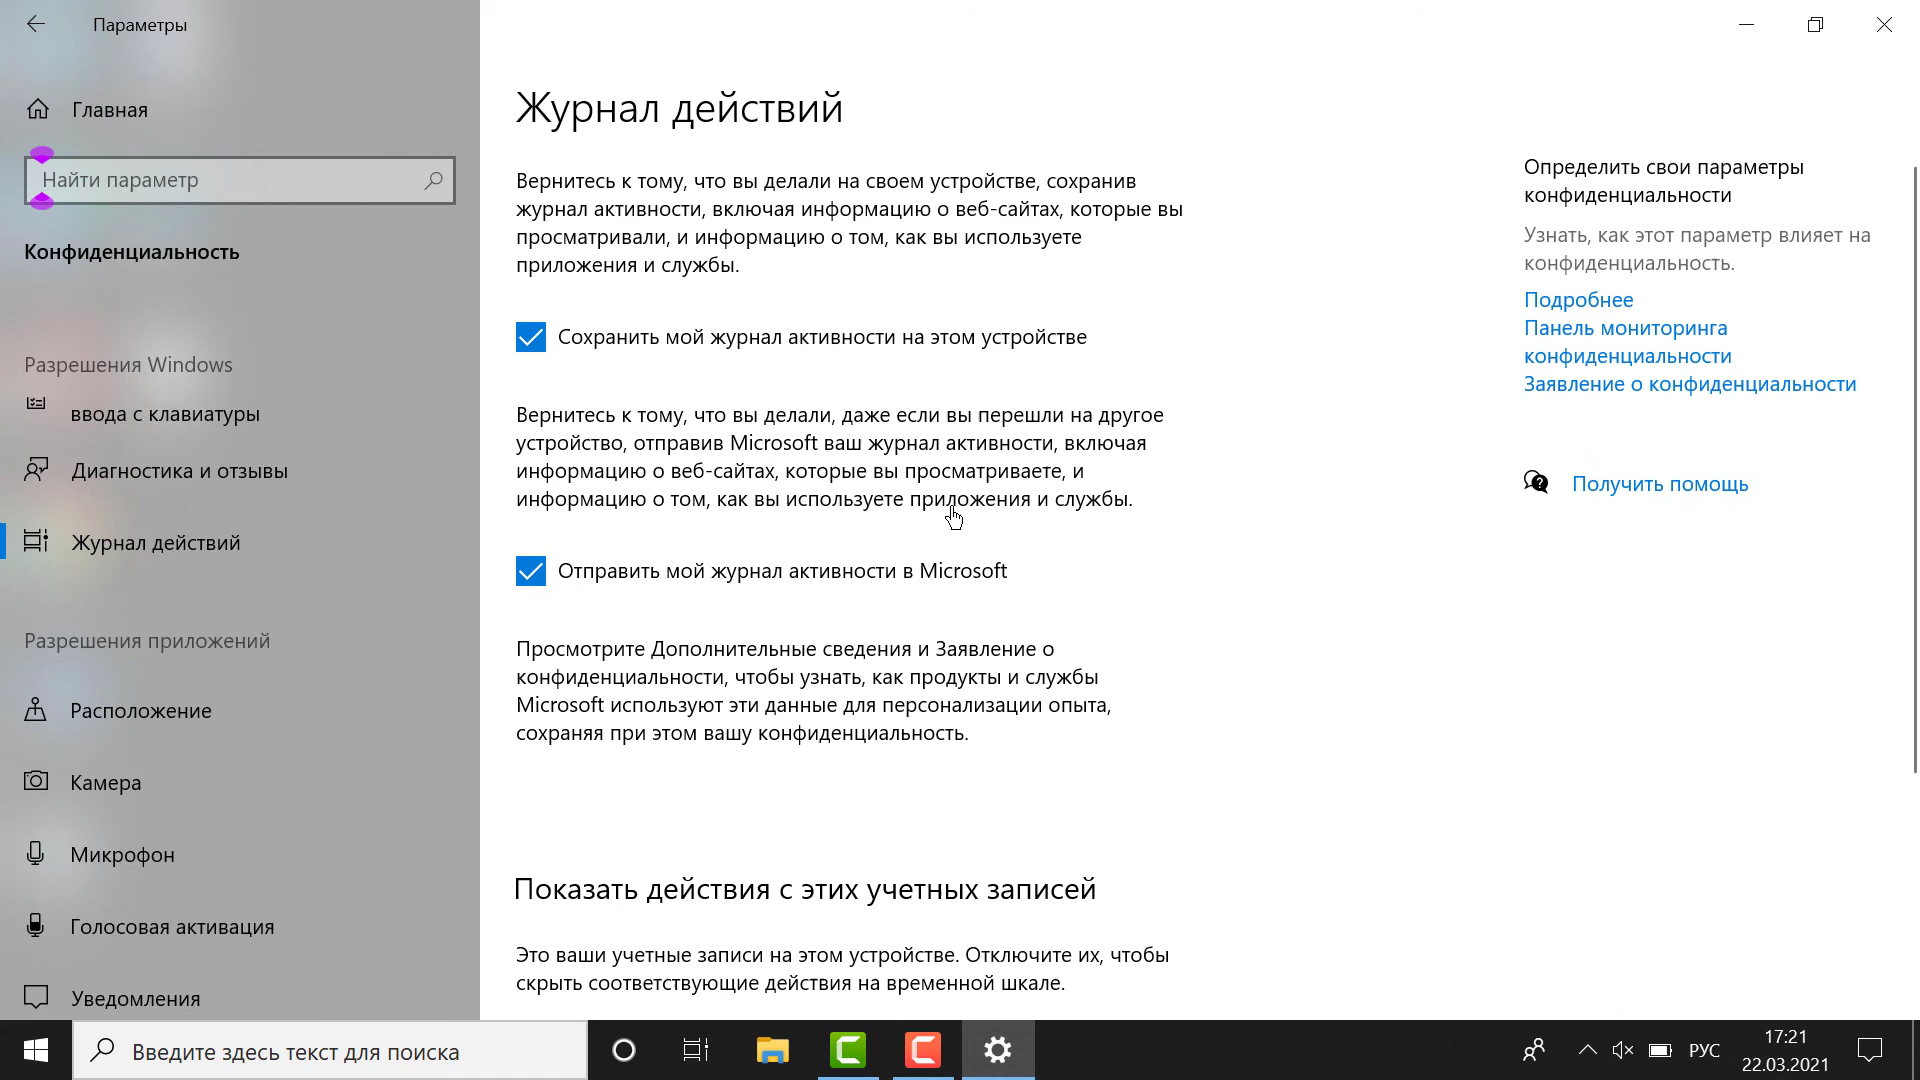 Параметры
Главная
Найти параметр
Конфиденциальность
Разрешения Windows
ввода с клавиатуры
Диагностика и отзывы
Журнал действий
Разрешения приложений
Расположение
Камера
Микрофон
Голосовая активация
Уведомления
Журнал действий
Вернитесь к тому, что вы делали на своем устройстве, сохранив
журнал активности, включая информацию о веб-сайтах, которые вы
просматривали, и информацию о том, как вы используете
приложения и службы.
Сохранить мой журнал активности на этом устройстве
Вернитесь к тому, что вы делали, даже если вы перешли на другое
устройство, отправив Microsoft ваш журнал активности, включая
информацию о веб-сайтах, которые вы просматриваете, и
информацию о том, как вы используете приложения и службы.
Отправить мой журнал активности в Microsoft
Просмотрите Дополнительные сведения и Заявление о
конфиденциальности, чтобы узнать, как продукты и службы
Microsoft используют эти данные для персонализации опыта,
сохраняя при этом вашу конфиденциальность.
Показать действия с этих учетных записей
Это ваши учетные записи на этом устройстве. Отключите их, чтобы
скрыть соответствующие действия на временной шкале.
Определить свои параметры
конфиденциальности
Узнать, как этот параметр влияет на
конфиденциальность.
Подробнее
Панель мониторинга
конфиденциальности
Заявление о конфиденциальности
Получить помощь
Введите здесь текст для поиска
РУС
17:21
22.03.2021